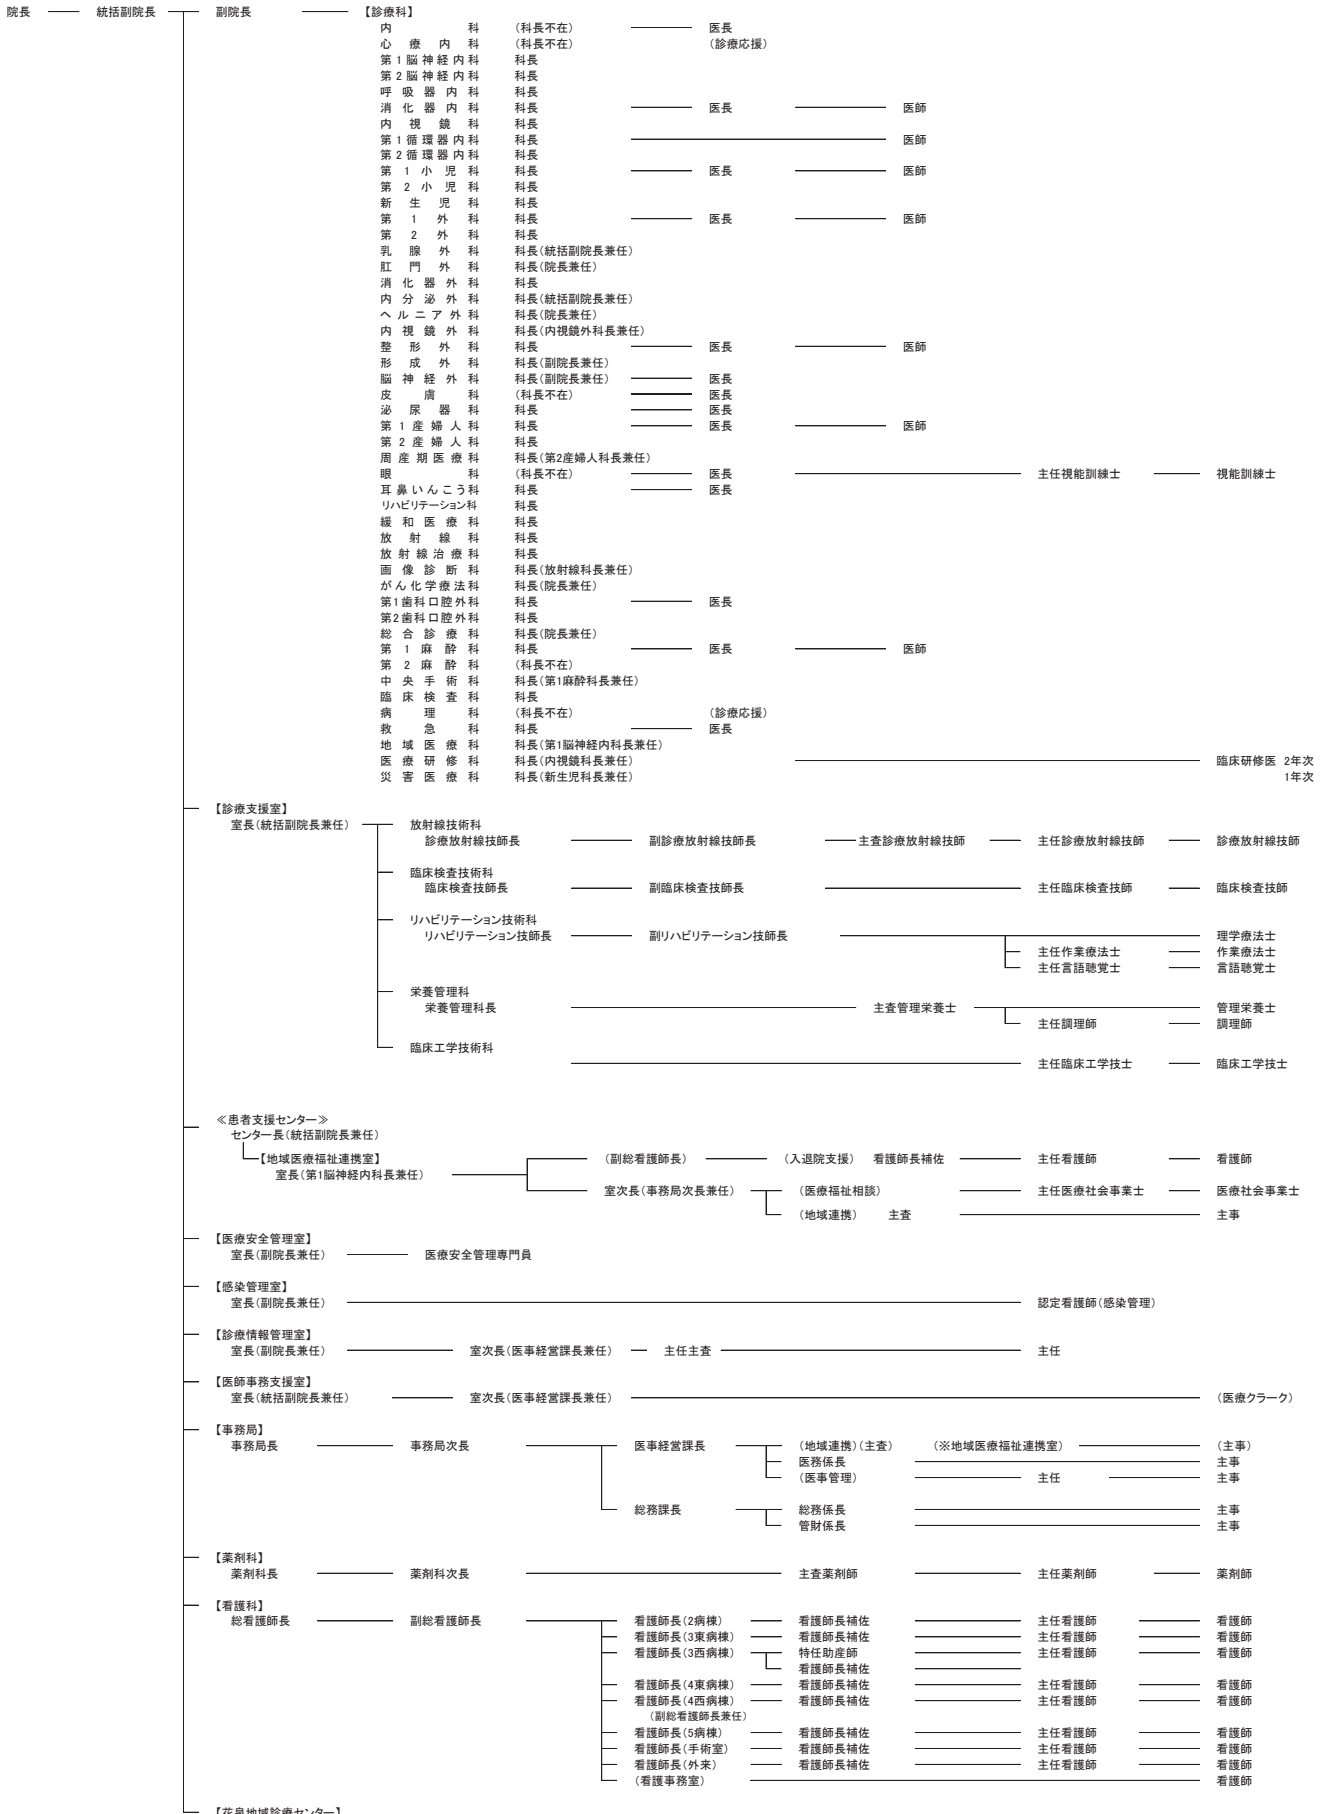 院長 統括副院長 副院長 【診療科】
内科 (科長不在) 医長
心療内科 (科長不在) (診療応援)
第1脳神経内科 科長
第2脳神経内科 科長
呼吸器内科 科長
消化器内科 科長 医長 医師
内視鏡科 科長
第1循環器内科 科長 医師
第2循環器内科 科長
第1小児科 科長 医長 医師
第2小児科 科長
新生児科 科長
第1外科 科長 医長 医師
第2外科 科長
乳腺外科 科長(統括副院長兼任)
肛門外科 科長(院長兼任)
消化器外科 科長
内分泌外科 科長(統括副院長兼任)
ヘルニア外科 科長(院長兼任)
内視鏡外科 科長(内視鏡外科長兼任)
整形外科 科長 医長 医師
形成外科 科長(副院長兼任)
脳神経外科 科長(副院長兼任) 医長
皮膚科 (科長不在) 医長
泌尿器科 科長 医長
第1産婦人科 科長 医長 医師
第2産婦人科 科長
周産期医療科 科長(第2産婦人科長兼任)
眼科 (科長不在) 医長 主任視能訓練士 視能訓練士
耳鼻いんこう科 科長 医長
リハビリテーション科 科長
緩和医療科 科長
放射線科 科長
放射線治療科 科長
画像診断科 科長(放射線科長兼任)
がん化学療法科 科長(院長兼任)
第1歯科口腔外科 科長 医長
第2歯科口腔外科 科長
総合診療科 科長(院長兼任)
第1麻酔科 科長 医長 医師
第2麻酔科 (科長不在)
中央手術科 科長(第1麻酔科長兼任)
臨床検査科 科長
病理科 (科長不在) (診療応援)
救急科 科長 医長
地域医療科 科長(第1脳神経内科長兼任)
医療研修科 科長(内視鏡科長兼任) 臨床研修医 2年次
災害医療科 科長(新生児科長兼任) 1年次
【診療支援室】
室長(統括副院長兼任) 放射線技術科
診療放射線技師長 副診療放射線技師長 主査診療放射線技師 主任診療放射線技師 診療放射線技師
臨床検査技術科
臨床検査技師長 副臨床検査技師長 主任臨床検査技師 臨床検査技師
リハビリテーション技術科
リハビリテーション技師長 副リハビリテーション技師長 理学療法士
主任作業療法士 作業療法士
主任言語聴覚士 言語聴覚士
栄養管理科
栄養管理科長 主査管理栄養士 管理栄養士
主任調理師 調理師
臨床工学技術科
主任臨床工学技士 臨床工学技士
≪患者支援センター≫
センター長(統括副院長兼任)
【地域医療福祉連携室】 (副総看護師長) (入退院支援) 看護師長補佐 主任看護師 看護師
室長(第1脳神経内科長兼任)
室次長(事務局次長兼任) (医療福祉相談) 主任医療社会事業士 医療社会事業士
(地域連携) 主査 主事
【医療安全管理室】
室長(副院長兼任) 医療安全管理専門員
【感染管理室】
室長(副院長兼任) 認定看護師(感染管理)
【診療情報管理室】
室長(副院長兼任) 室次長(医事経営課長兼任) 主任主査 主任
【医師事務支援室】
室長(統括副院長兼任) 室次長(医事経営課長兼任) (医療クラーク)
【事務局】
事務局長 事務局次長 医事経営課長 (地域連携)(主査) (※地域医療福祉連携室) (主事)
医務係長 主事
(医事管理) 主任 主事
総務課長 総務係長 主事
管財係長 主事
【薬剤科】
薬剤科長 薬剤科次長 主査薬剤師 主任薬剤師 薬剤師
【看護科】
総看護師長 副総看護師長 看護師長(2病棟) 看護師長補佐 主任看護師 看護師
看護師長(3東病棟) 看護師長補佐 主任看護師 看護師
看護師長(3西病棟) 特任助産師 主任看護師 看護師
看護師長補佐
看護師長(4東病棟) 看護師長補佐 主任看護師 看護師
看護師長(4西病棟) 看護師長補佐 主任看護師 看護師
(副総看護師長兼任)
看護師長(5病棟) 看護師長補佐 主任看護師 看護師
看護師長(手術室) 看護師長補佐 主任看護師 看護師
看護師長(外来) 看護師長補佐 主任看護師 看護師
(看護事務室) 看護師
【花泉地域診療センター】